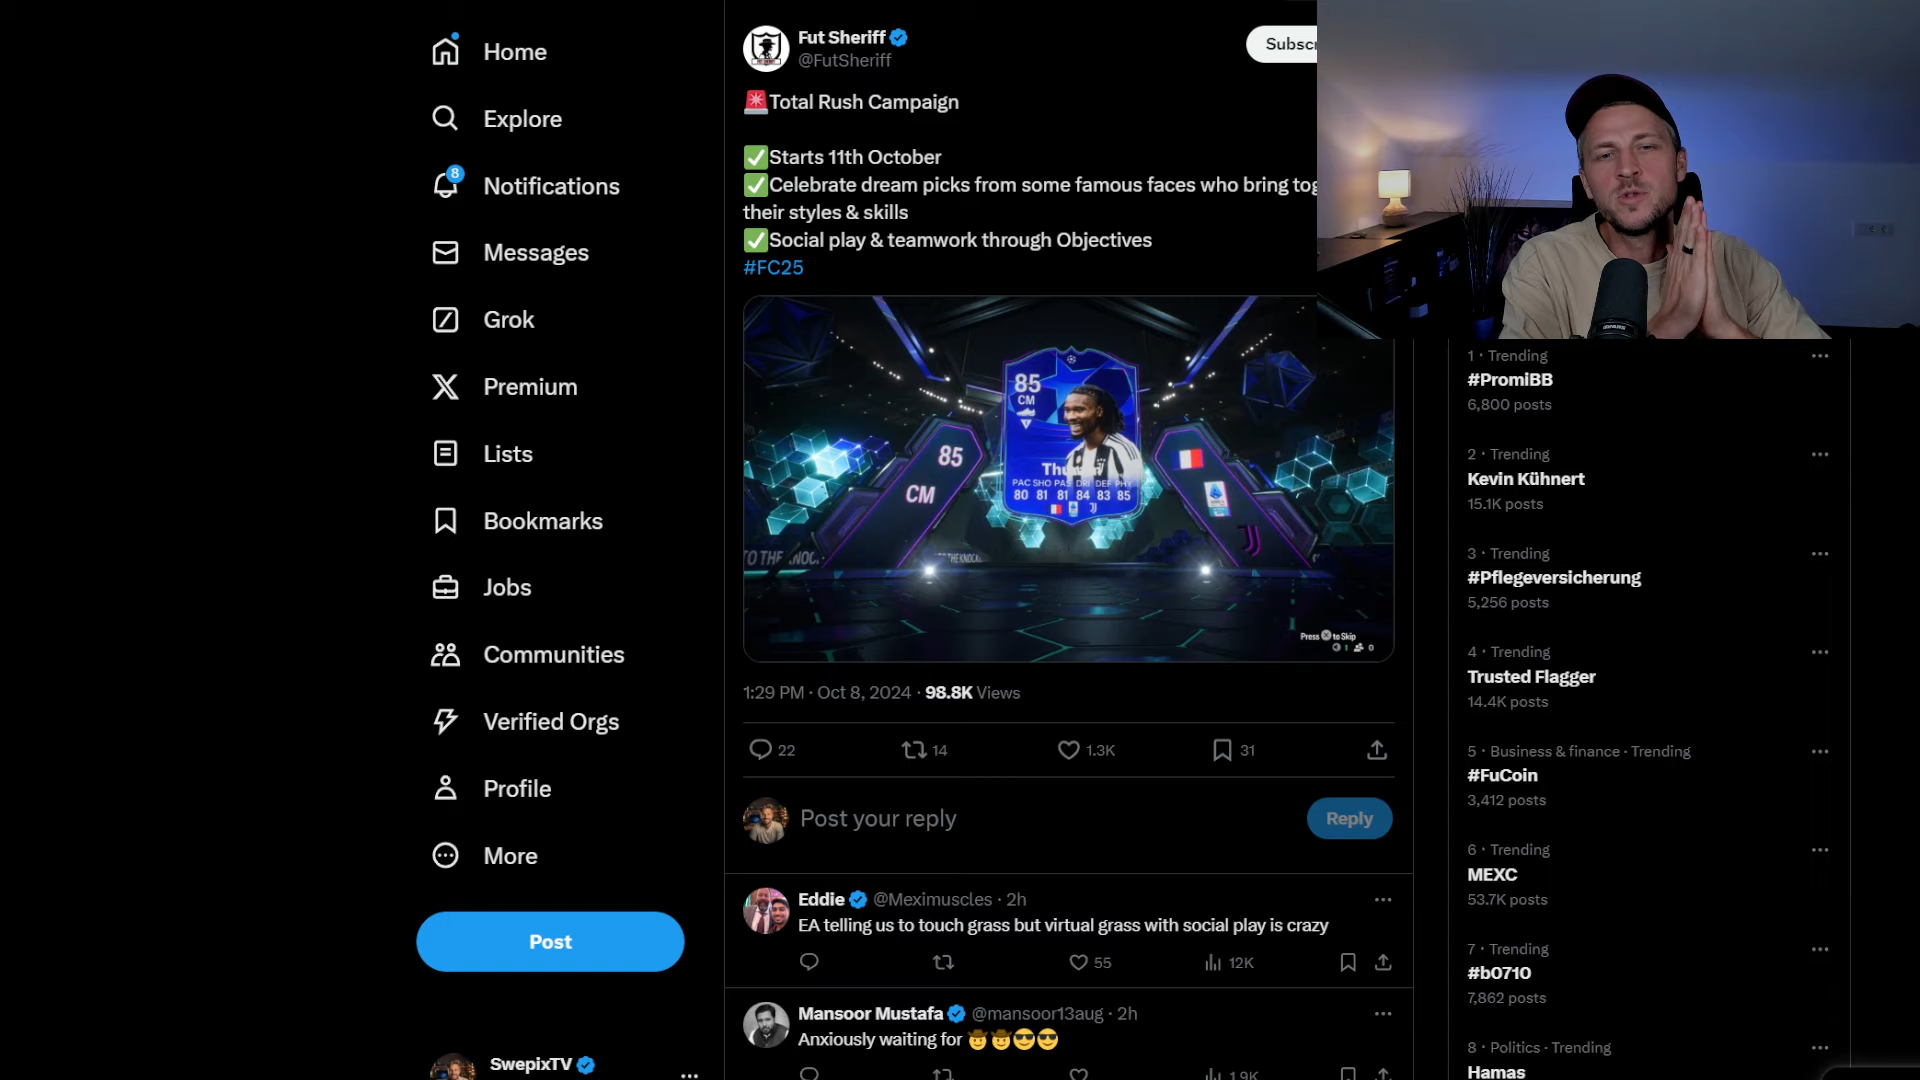 Home
Explore
8
Notifications
Messages
Grok
Premium
Lists
Bookmarks
Jobs
Communities
Verified Orgs
Profile
More
Post
SwepixTV
Fut Sheriff
@FutSheriff
Subscr
🚨Total Rush Campaign
✅Starts 11th October
✅Celebrate dream picks from some famous faces who bring tog
their styles & skills
✅Social play & teamwork through Objectives
#FC25
85
CM
85
CM
PAC SHO PAS DRI DEF PHY
80 81 81 84 83 85
Press to Skip
1 0
1:29 PM · Oct 8, 2024 · 98.8K Views
22 14 1.3K 31
Post your reply
Reply
Eddie @Meximuscles · 2h
EA telling us to touch grass but virtual grass with social play is crazy
55 12K
Mansoor Mustafa @mansoor13aug · 2h
Anxiously waiting for 🤠🤠😎😎
1.9K
1 · Trending
#PromiBB
6,800 posts
2 · Trending
Kevin Kühnert
15.1K posts
3 · Trending
#Pflegeversicherung
5,256 posts
4 · Trending
Trusted Flagger
14.4K posts
5 · Business & finance · Trending
#FuCoin
3,412 posts
6 · Trending
MEXC
53.7K posts
7 · Trending
#b0710
7,862 posts
8 · Politics · Trending
Hamas